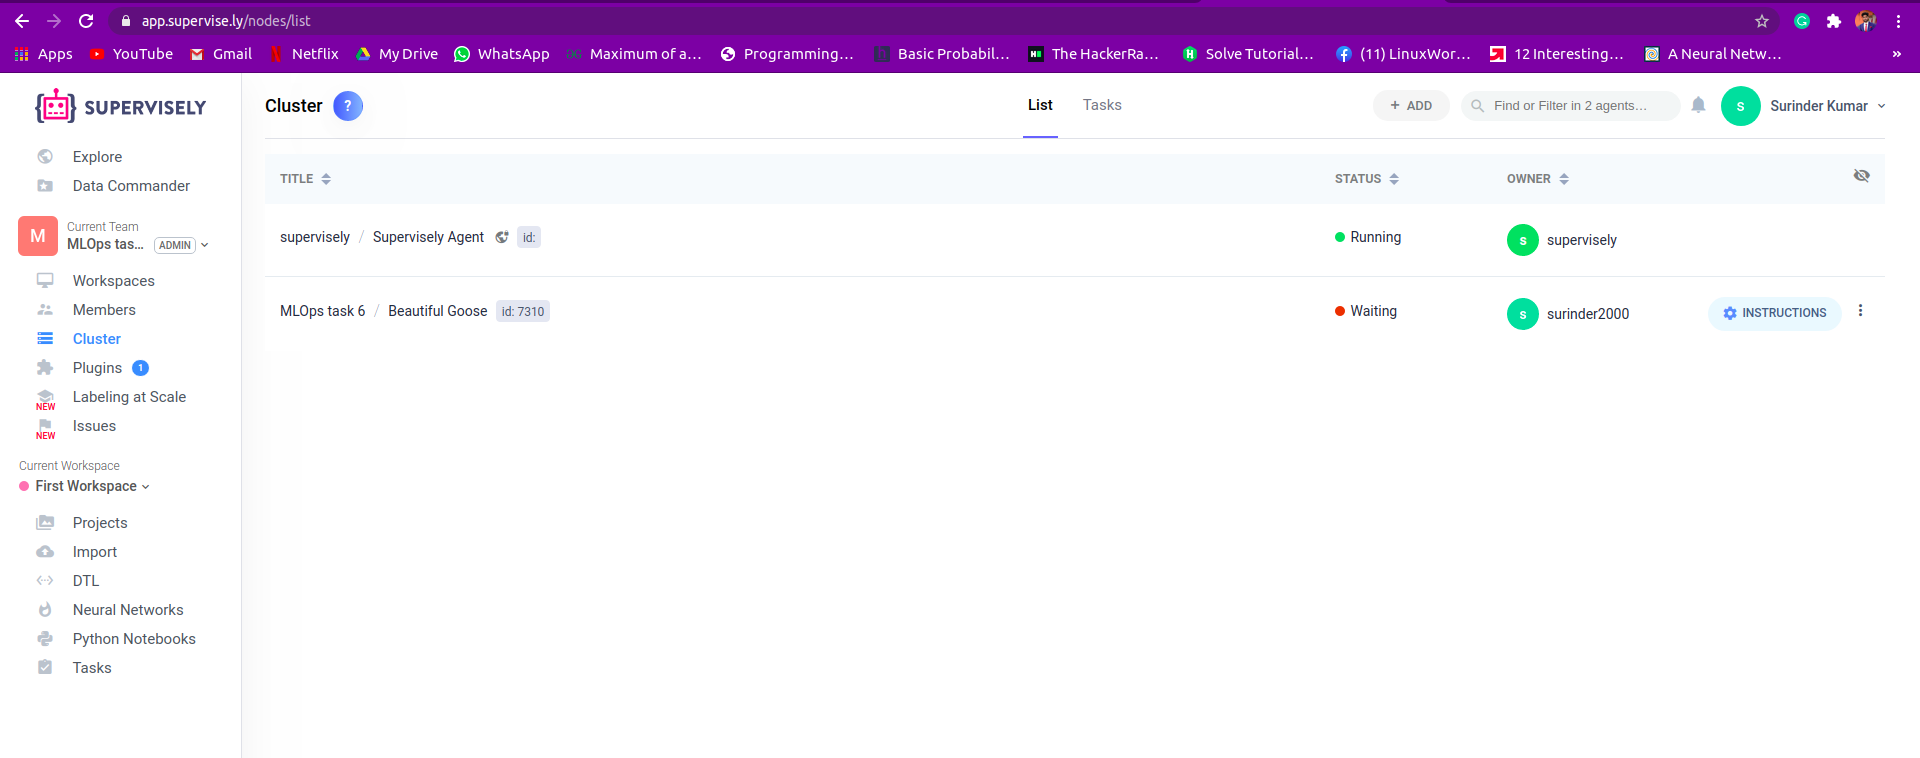 app.supervise.ly/nodes/list
Apps YouTube Gmail Netflix My Drive WhatsApp Maximum of a... Programming... Basic Probabil... The HackerRa... Solve Tutorial... (11) LinuxWor... 12 Interesting... A Neural Netw... »
SUPERVISELY
Cluster ? List Tasks + ADD Find or Filter in 2 agents... s Surinder Kumar
Explore
Data Commander
M Current Team
MLOps tas... ADMIN
Workspaces
Members
Cluster
Plugins 1
Labeling at Scale
NEW
Issues
NEW
Current Workspace
First Workspace
Projects
Import
DTL
Neural Networks
Python Notebooks
Tasks
TITLE STATUS OWNER
supervisely / Supervisely Agent id: Running s supervisely
MLOps task 6 / Beautiful Goose id: 7310 Waiting s surinder2000 INSTRUCTIONS